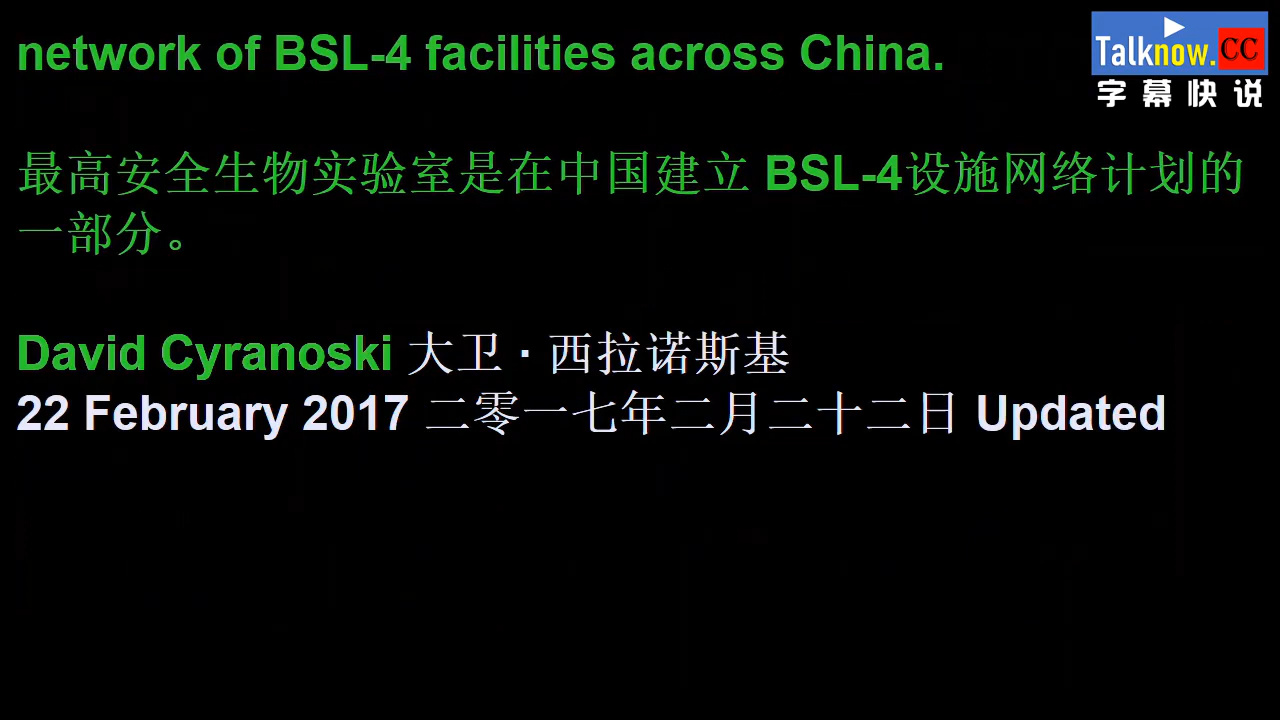 network of BSL-4 facilities across China.
Talknow.CC
字幕快说
最高安全生物实验室是在中国建立 BSL-4设施网络计划的
一部分。
David Cyranoski 大卫 · 西拉诺斯基
22 February 2017 二零一七年二月二十二日 Updated